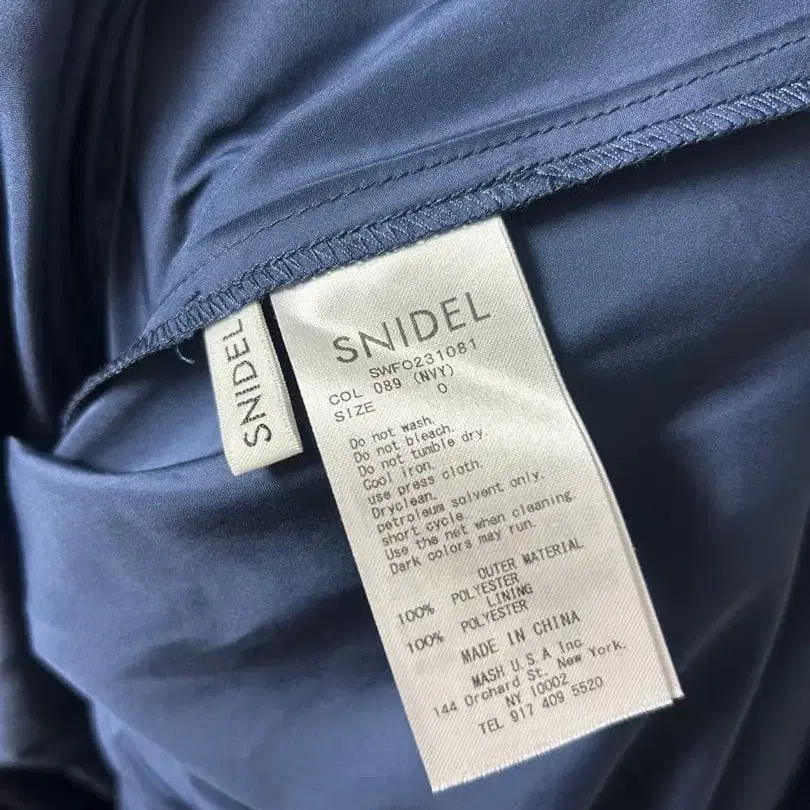 SNIDEL
SNIDEL
SWFO231081
COL 089 (NVY)
SIZE 0
Do not wash.
Do not bleach.
Do not tumble dry.
Cool iron.
use press cloth.
Dryclean.
petroleum solvent only.
short cycle.
Use the net when cleaning.
Dark colors may run.
OUTER MATERIAL
100% POLYESTER
LINING
100% POLYESTER
MADE IN CHINA
MASH U.S.A Inc
144 Orchard St. New York.
NY 10002
TEL 917 409 5520